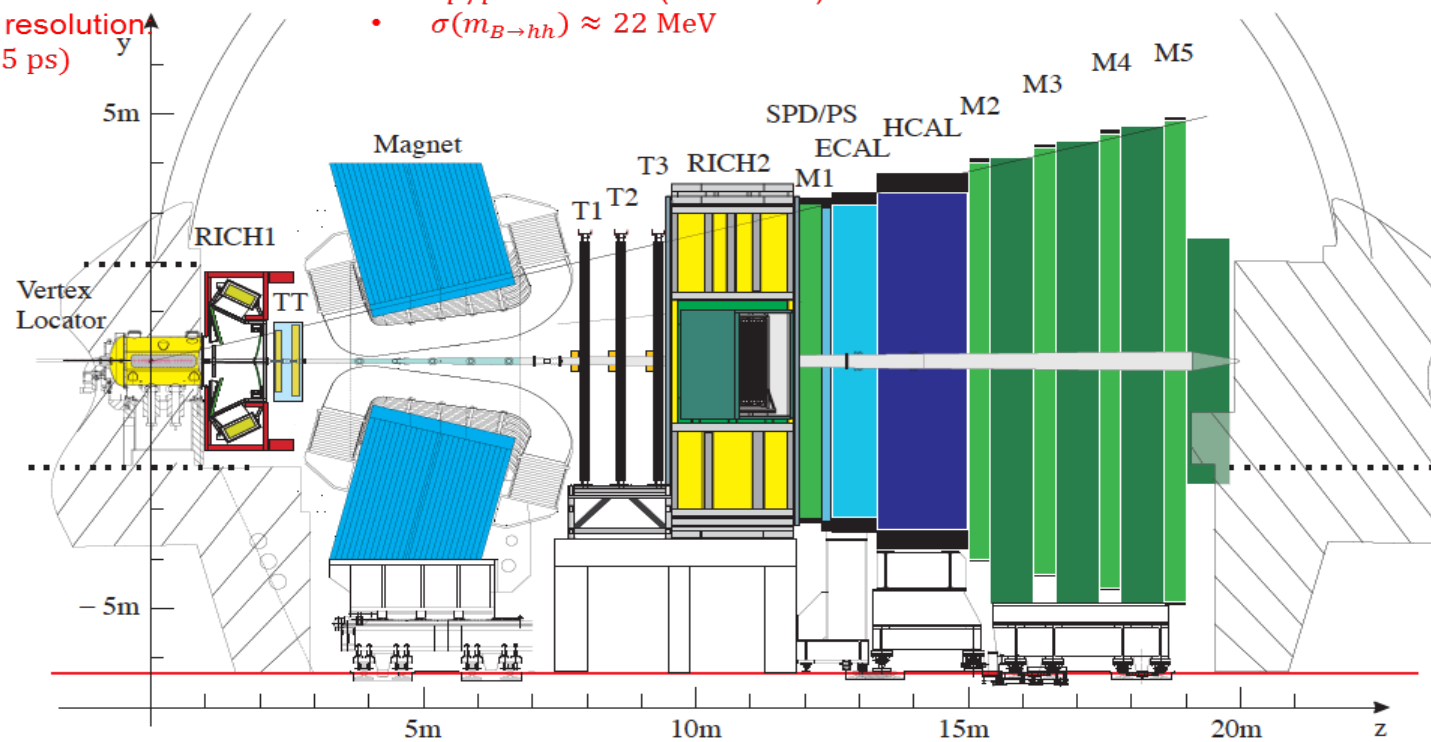 resolution
5 ps)
• σ(m_{B→hh}) ≈ 22 MeV
y
5m
− 5m
Magnet
RICH1
Vertex
Locator
TT
T1
T2
T3
RICH2
SPD/PS
ECAL
HCAL
M1
M2
M3
M4
M5
5m
10m
15m
20m
z